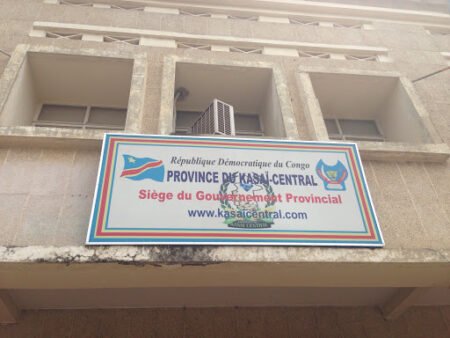 République Démocratique du Congo
PROVINCE DU KASAÏ-CENTRAL
Siège du Gouvernement Provincial
www.kasaicentral.com